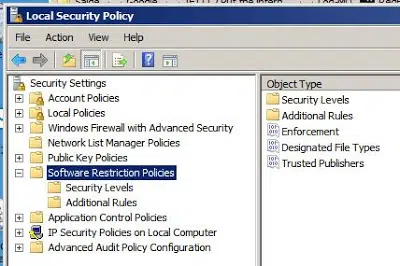 Local Security Policy
File Action View Help
Security Settings
Account Policies
Local Policies
Windows Firewall with Advanced Security
Network List Manager Policies
Public Key Policies
Software Restriction Policies
Security Levels
Additional Rules
Application Control Policies
IP Security Policies on Local Computer
Advanced Audit Policy Configuration
Object Type
Security Levels
Additional Rules
Enforcement
Designated File Types
Trusted Publishers